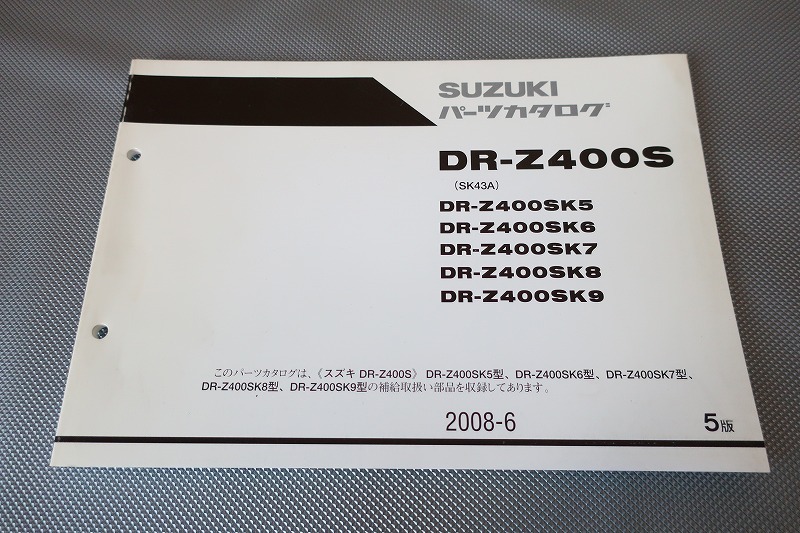 SUZUKI
パーツカタログ
DR-Z400S
(SK43A)
DR-Z400SK5
DR-Z400SK6
DR-Z400SK7
DR-Z400SK8
DR-Z400SK9
このパーツカタログは、《スズキ DR-Z400S》 DR-Z400SK5型、DR-Z400SK6型、DR-Z400SK7型、
DR-Z400SK8型、DR-Z400SK9型の補給取扱い部品を収録してあります。
2008-6
5版